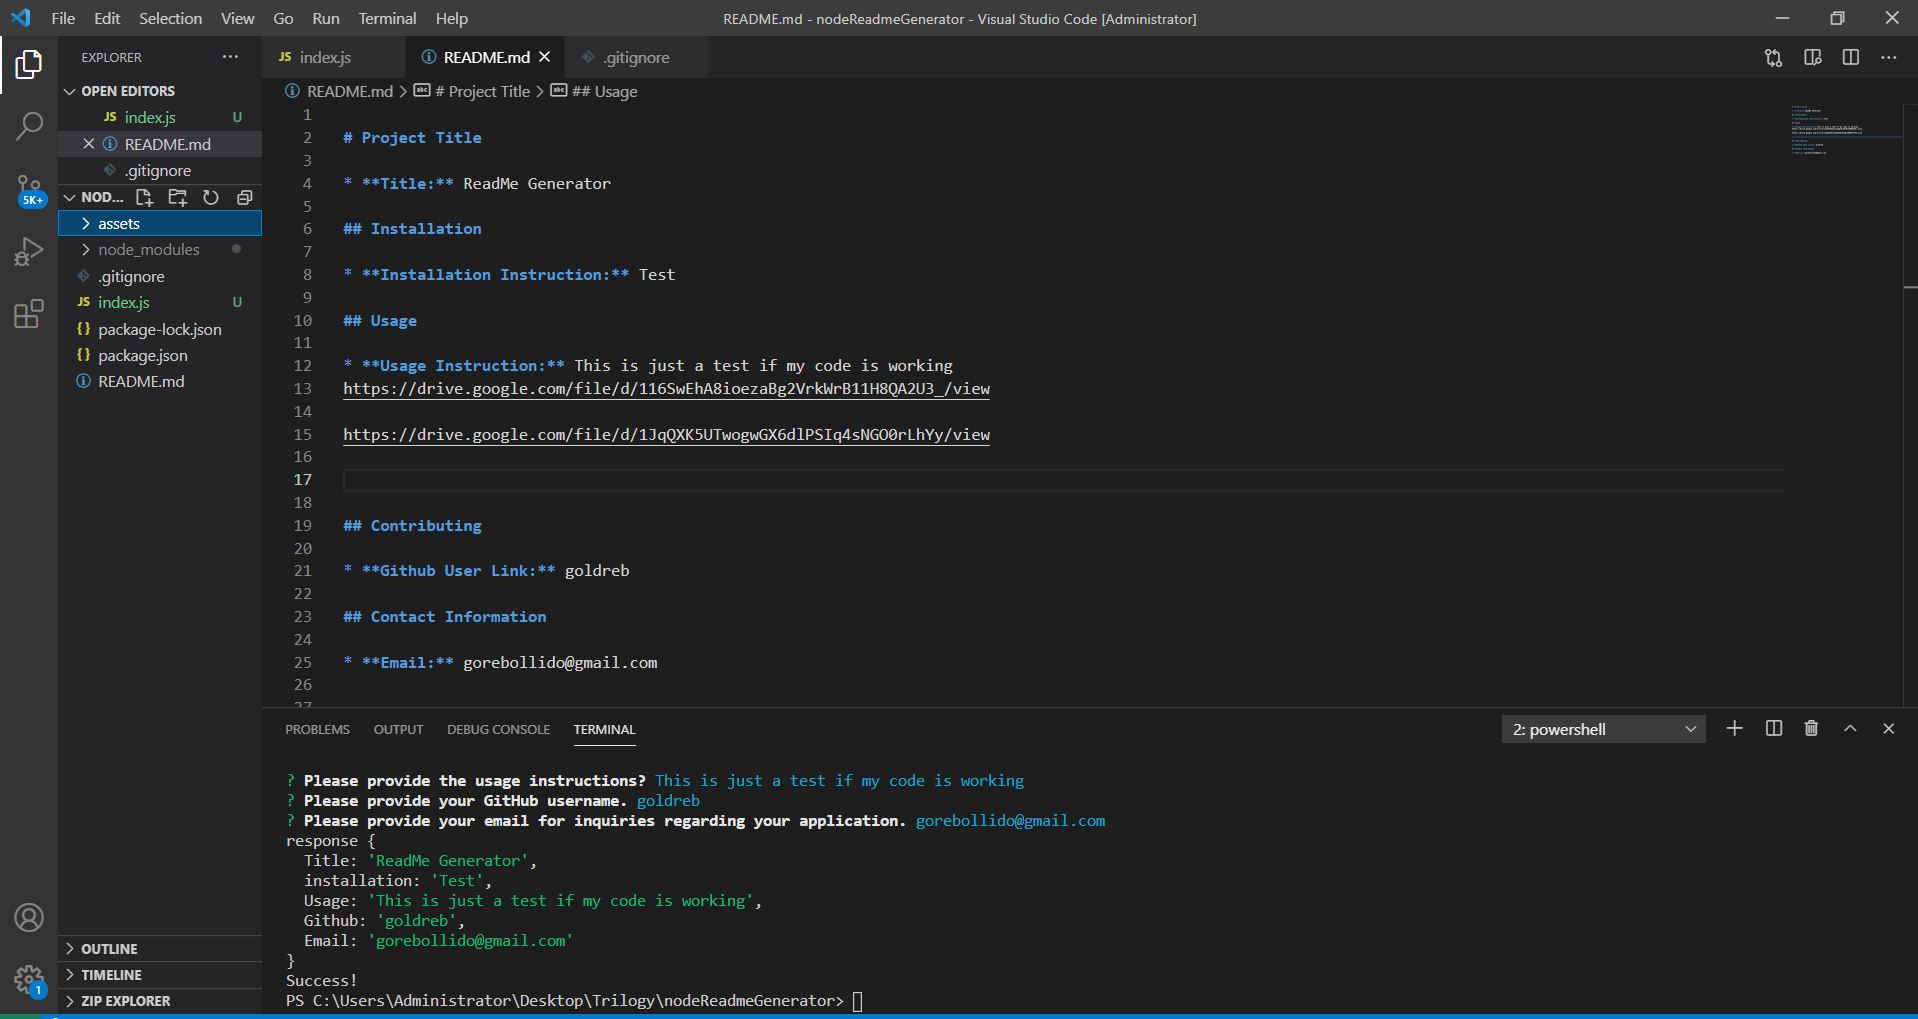 File Edit Selection View Go Run Terminal Help
README.md - nodeReadmeGenerator - Visual Studio Code [Administrator]
EXPLORER
OPEN EDITORS
JS index.js U
README.md
.gitignore
NOD...
assets
node_modules
.gitignore
JS index.js U
{} package-lock.json
{} package.json
README.md
OUTLINE
TIMELINE
ZIP EXPLORER
5K+
1
JS index.js
README.md
.gitignore
README.md > # Project Title > ## Usage
1
2 # Project Title
3
4 * **Title:** ReadMe Generator
5
6 ## Installation
7
8 * **Installation Instruction:** Test
9
10 ## Usage
11
12 * **Usage Instruction:** This is just a test if my code is working
13 https://drive.google.com/file/d/116SwEhA8ioezaBg2VrkWrB11H8QA2U3_/view
14
15 https://drive.google.com/file/d/1JqQXK5UTwogwGX6dlPSIq4sNGO0rLhYy/view
16
17
18
19 ## Contributing
20
21 * **Github User Link:** goldreb
22
23 ## Contact Information
24
25 * **Email:** gorebollido@gmail.com
26
27
PROBLEMS OUTPUT DEBUG CONSOLE TERMINAL
2: powershell
? Please provide the usage instructions? This is just a test if my code is working
? Please provide your GitHub username. goldreb
? Please provide your email for inquiries regarding your application. gorebollido@gmail.com
response {
Title: 'ReadMe Generator',
installation: 'Test',
Usage: 'This is just a test if my code is working',
Github: 'goldreb',
Email: 'gorebollido@gmail.com'
}
Success!
PS C:\Users\Administrator\Desktop\Trilogy\nodeReadmeGenerator>